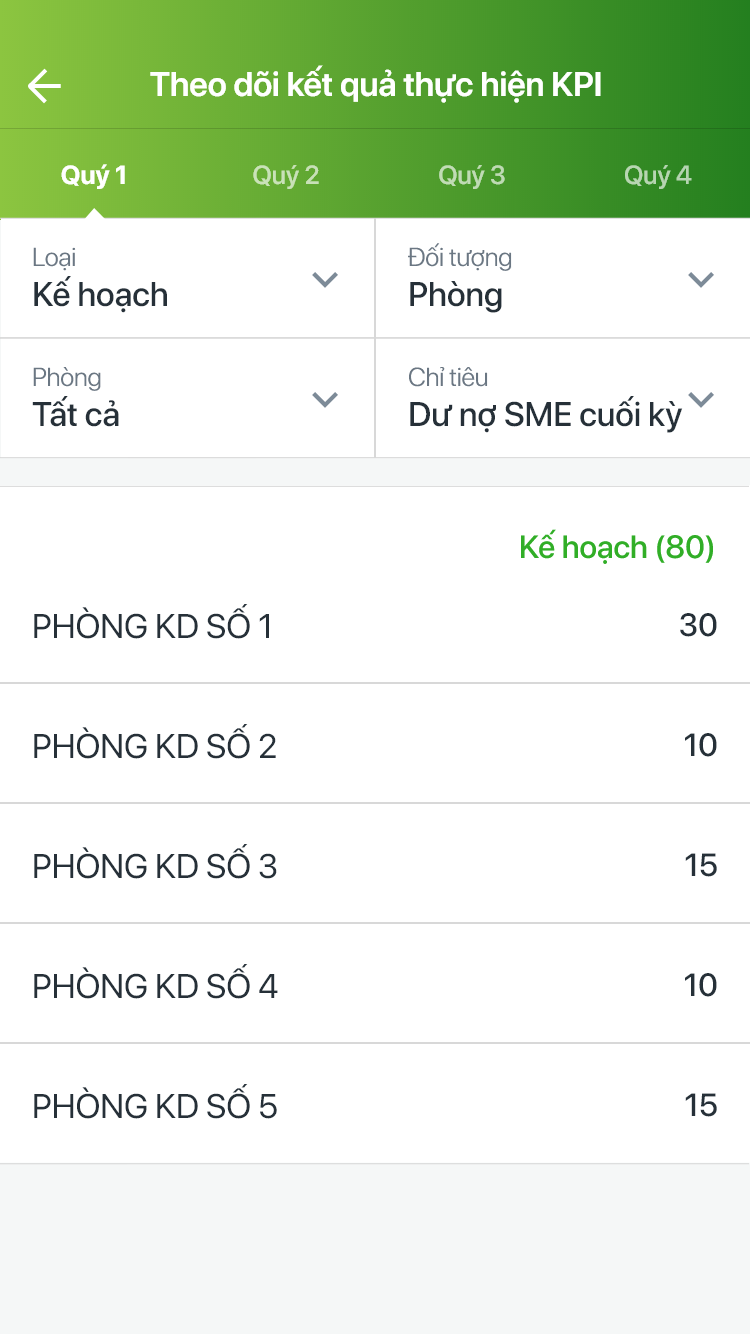 Theo dõi kết quả thực hiện KPI
Quý 1 Quý 2 Quý 3 Quý 4
Loại
Kế hoạch
Đối tượng
Phòng
Phòng
Tất cả
Chỉ tiêu
Dư nợ SME cuối kỳ
Kế hoạch (80)
PHÒNG KD SỐ 1 30
PHÒNG KD SỐ 2 10
PHÒNG KD SỐ 3 15
PHÒNG KD SỐ 4 10
PHÒNG KD SỐ 5 15